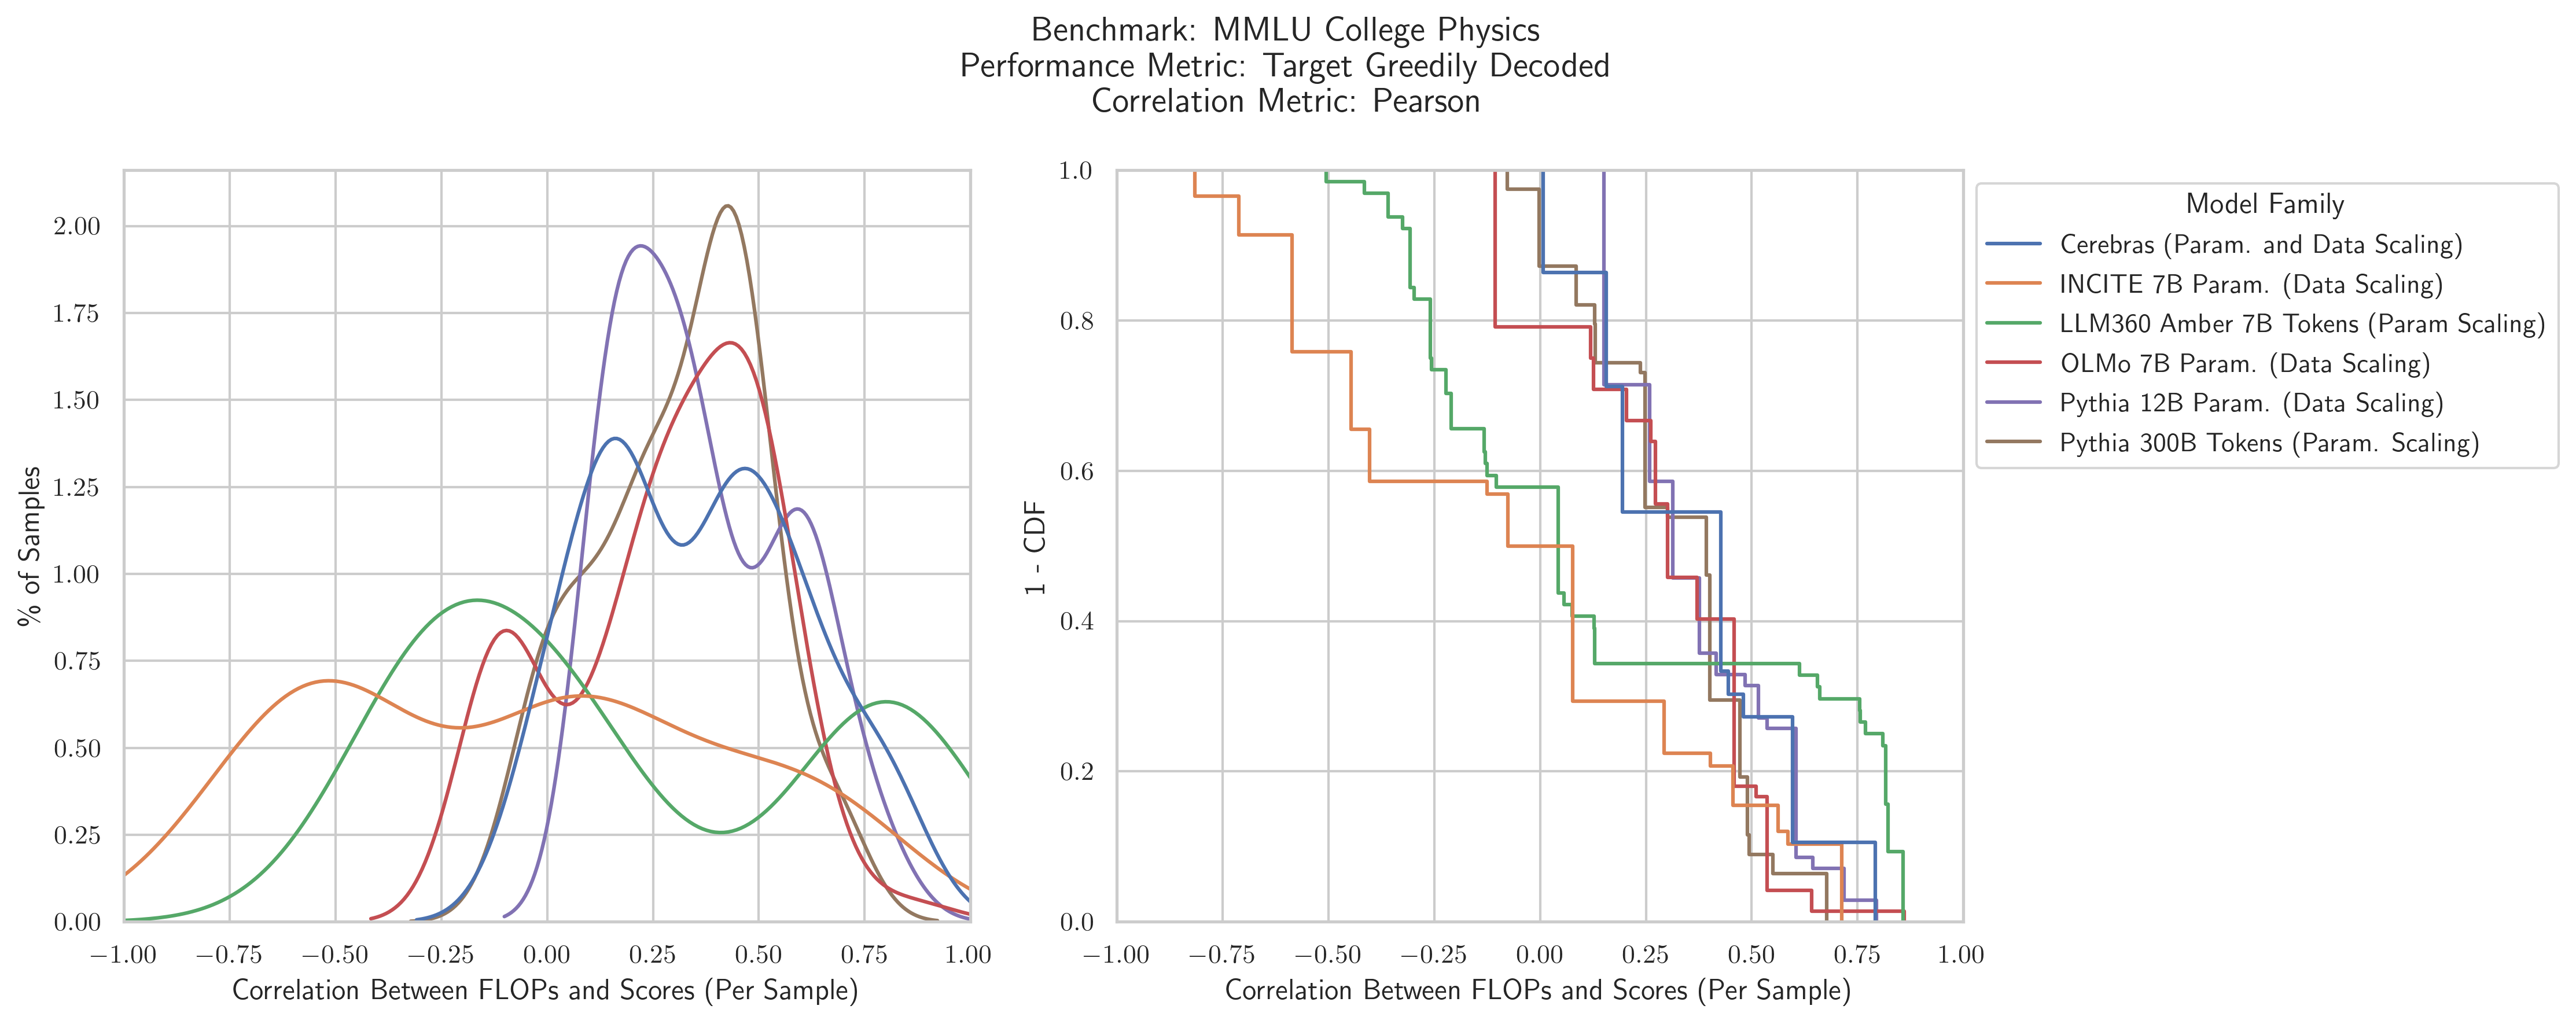 Benchmark: MMLU College Physics
Performance Metric: Target Greedily Decoded
Correlation Metric: Pearson
% of Samples
2.00
1.75
1.50
1.25
1.00
0.75
0.50
0.25
0.00
−1.00 −0.75 −0.50 −0.25 0.00 0.25 0.50 0.75 1.00
Correlation Between FLOPs and Scores (Per Sample)
1 - CDF
1.0
0.8
0.6
0.4
0.2
0.0
−1.00 −0.75 −0.50 −0.25 0.00 0.25 0.50 0.75 1.00
Correlation Between FLOPs and Scores (Per Sample)
Model Family
Cerebras (Param. and Data Scaling)
INCITE 7B Param. (Data Scaling)
LLM360 Amber 7B Tokens (Param Scaling)
OLMo 7B Param. (Data Scaling)
Pythia 12B Param. (Data Scaling)
Pythia 300B Tokens (Param. Scaling)